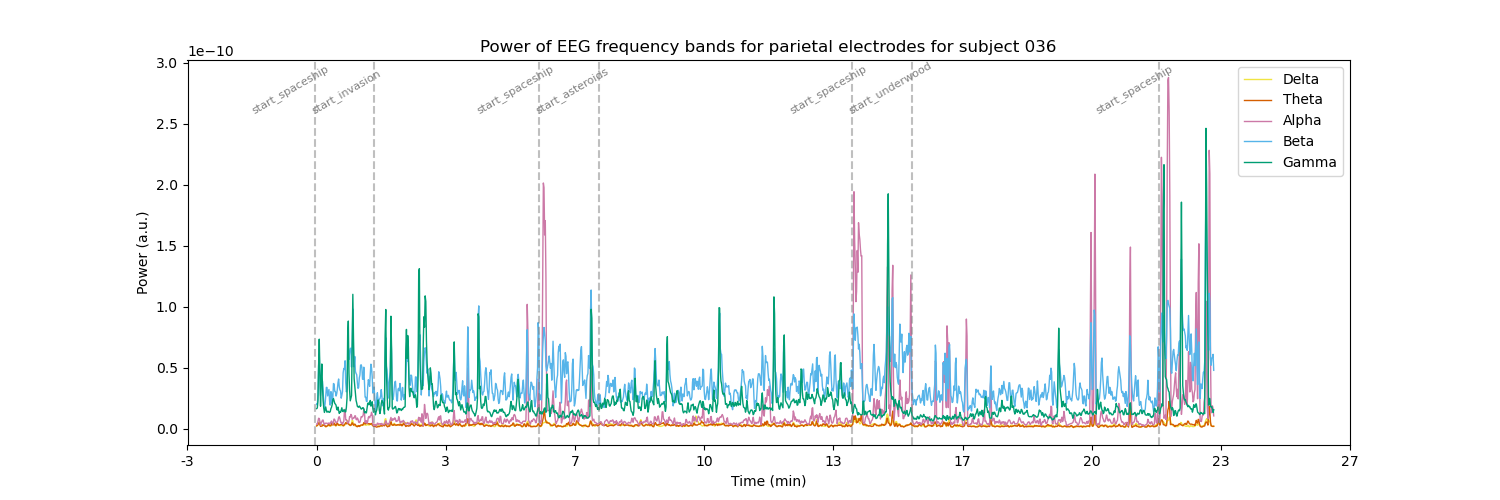 Power of EEG frequency bands for parietal electrodes for subject 036
1e−10
start_spaceship
start_invasion
start_spaceship
start_asteroids
start_spaceship
start_underwood
start_spaceship
Delta
Theta
Alpha
Beta
Gamma
3.0
2.5
2.0
1.5
1.0
0.5
0.0
Power (a.u.)
-3 0 3 7 10 13 17 20 23 27
Time (min)